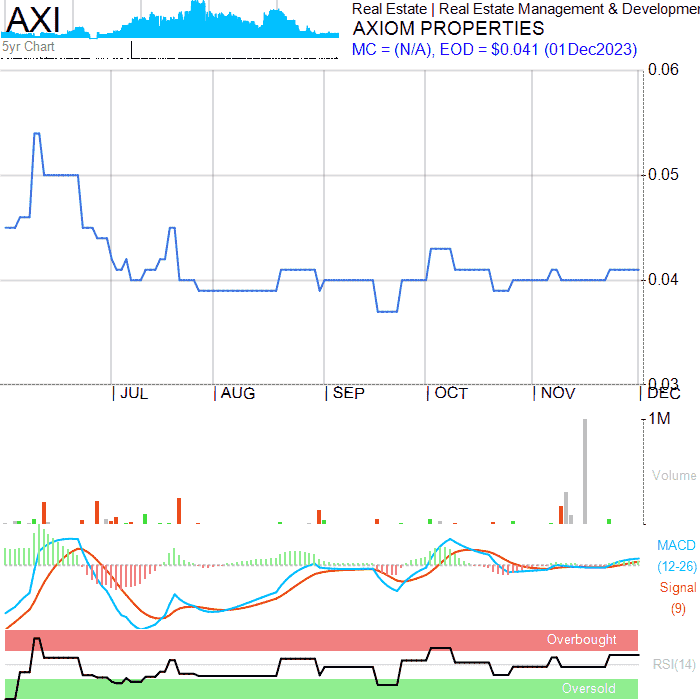 AXI
Real Estate | Real Estate Management & Developmen
AXIOM PROPERTIES
5yr Chart
MC = (N/A), EOD = $0.041 (01Dec2023)
0.06
0.05
0.04
0.03
JUL
AUG
SEP
OCT
NOV
DEC
1M
Volume
MACD
(12-26)
Signal
(9)
Overbought
RSI(14)
Oversold